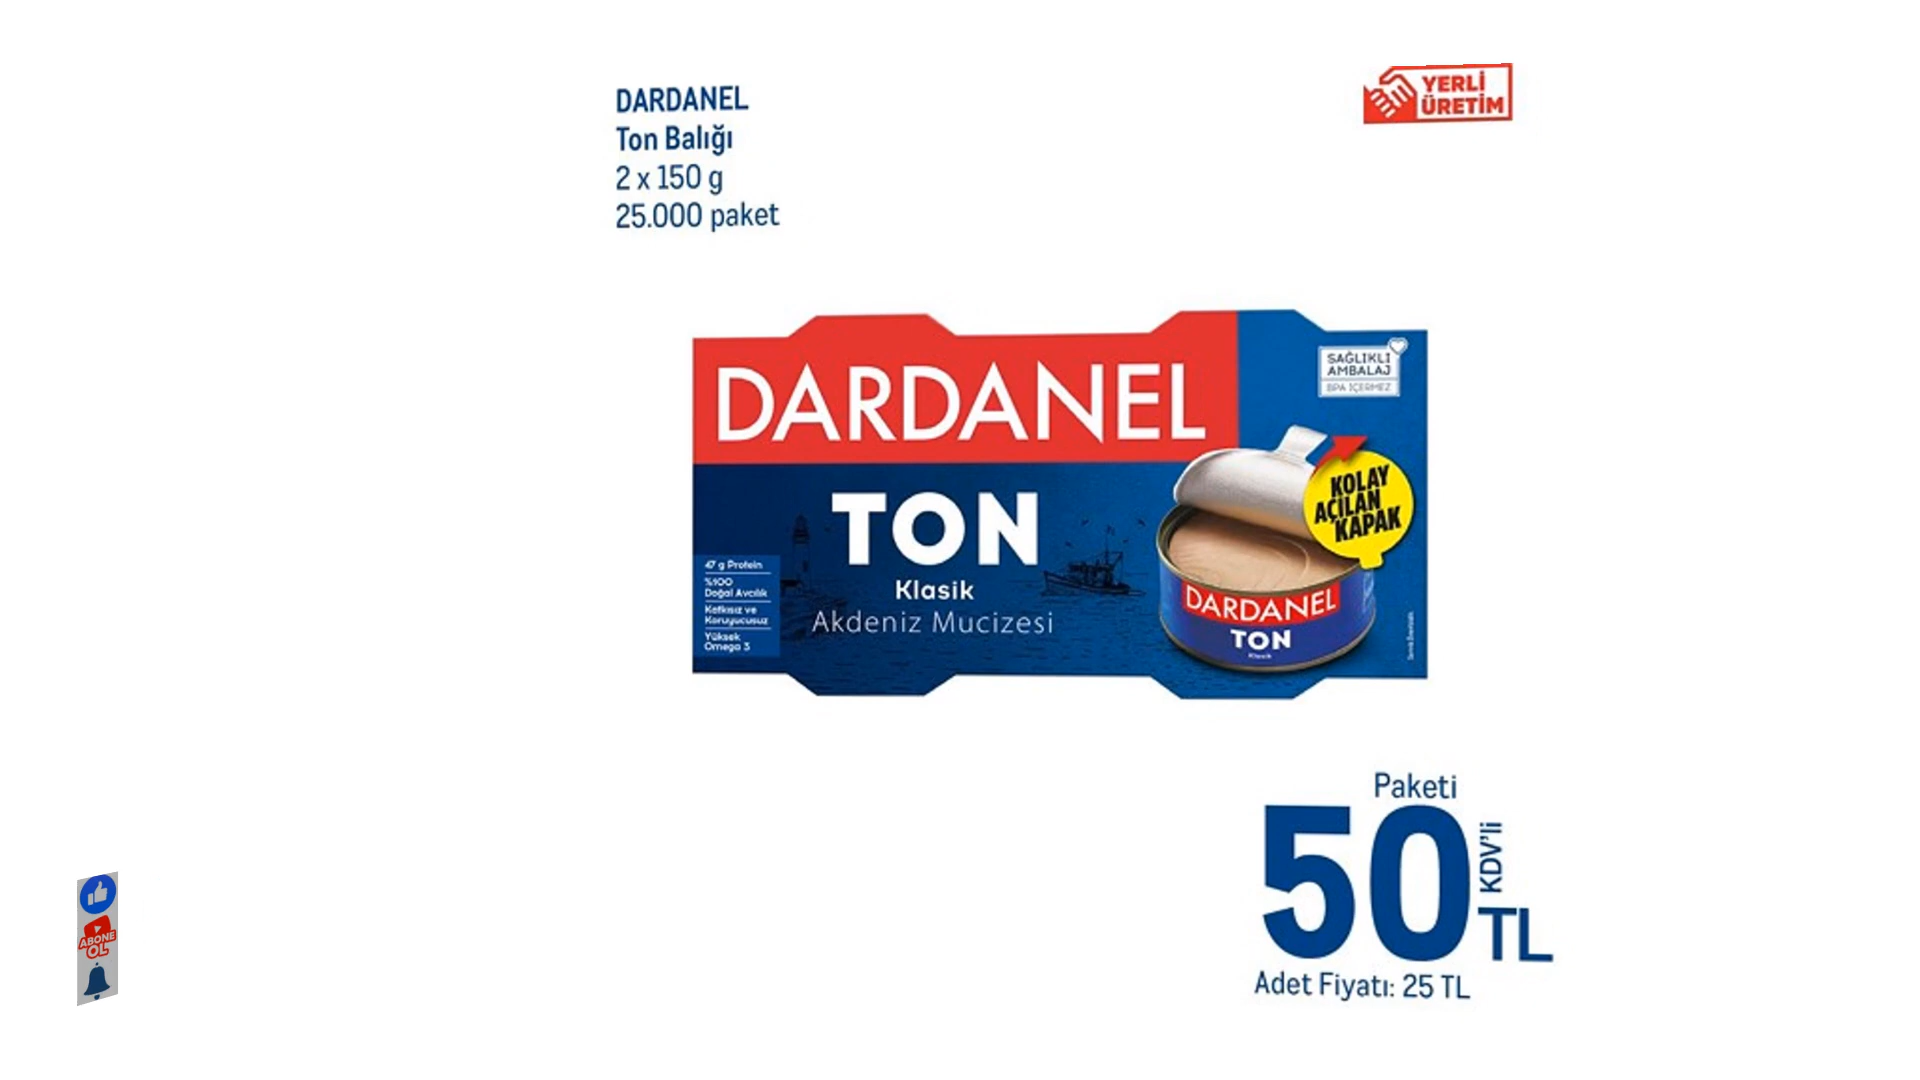 DARDANEL
Ton Balığı
2 x 150 g
25.000 paket
YERLİ
ÜRETİM
DARDANEL
SAĞLIKLI
AMBALAJ
BPA İÇERMEZ
KOLAY
AÇILAN
KAPAK
TON
Klasik
Akdeniz Mucizesi
47 g Protein
%100
Doğal Avcılık
Katkısız ve
Koruyucusuz
Yüksek
Omega 3
DARDANEL
TON
Klasik
Paketi
50 KDV'li
TL
Adet Fiyatı: 25 TL
ABONE
OL